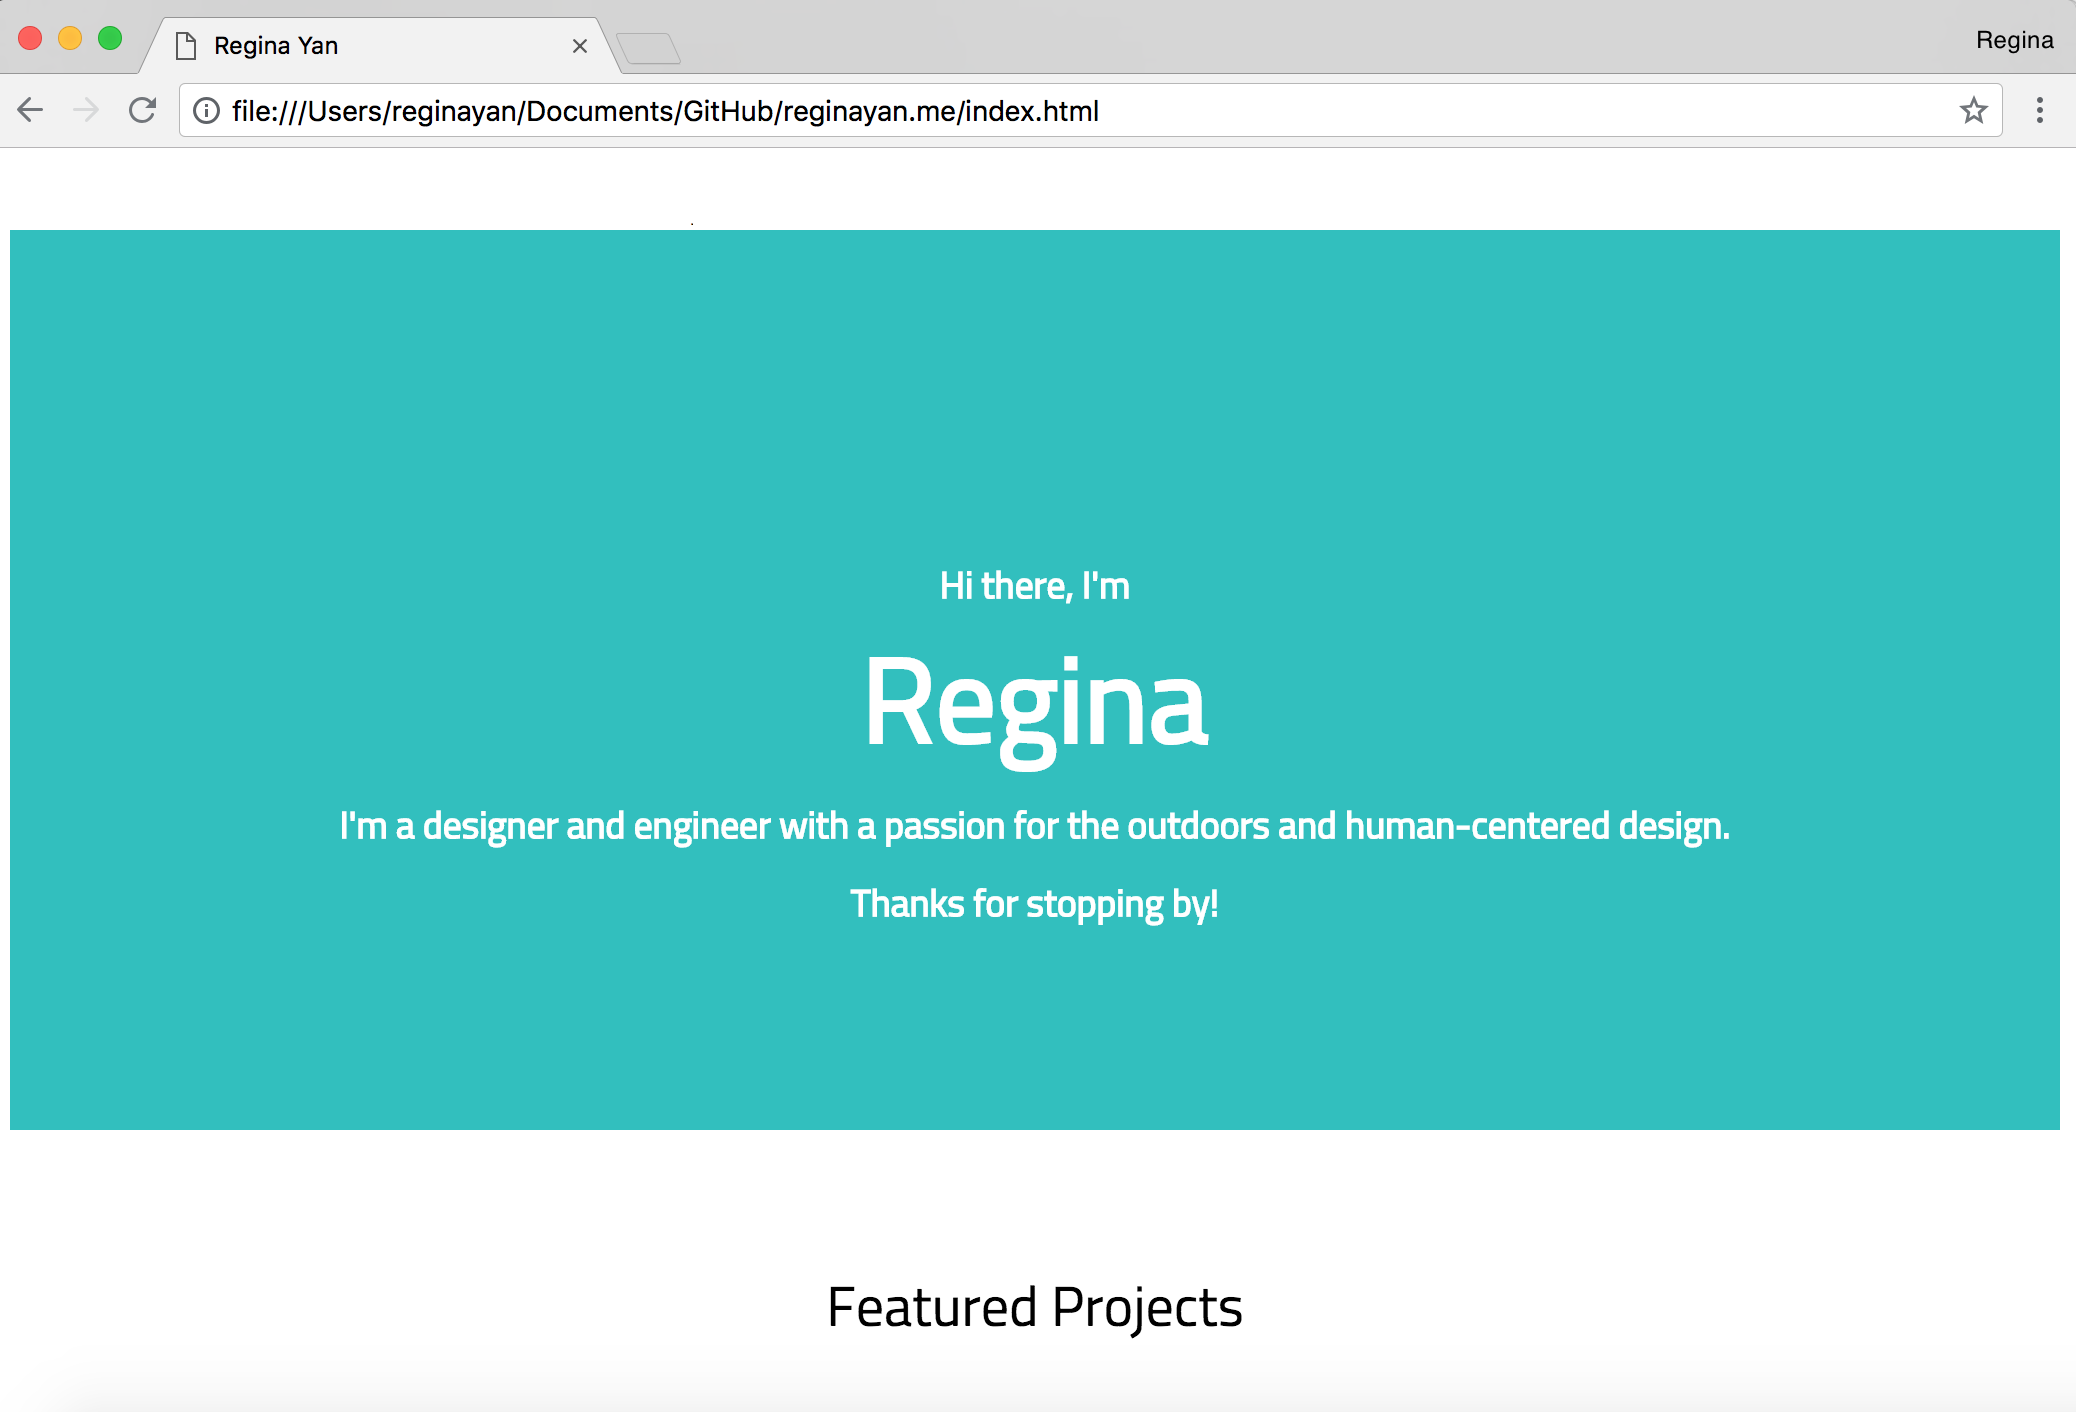 Regina Yan
Regina
file:///Users/reginayan/Documents/GitHub/reginayan.me/index.html
Hi there, I'm
Regina
I'm a designer and engineer with a passion for the outdoors and human-centered design.
Thanks for stopping by!
Featured Projects